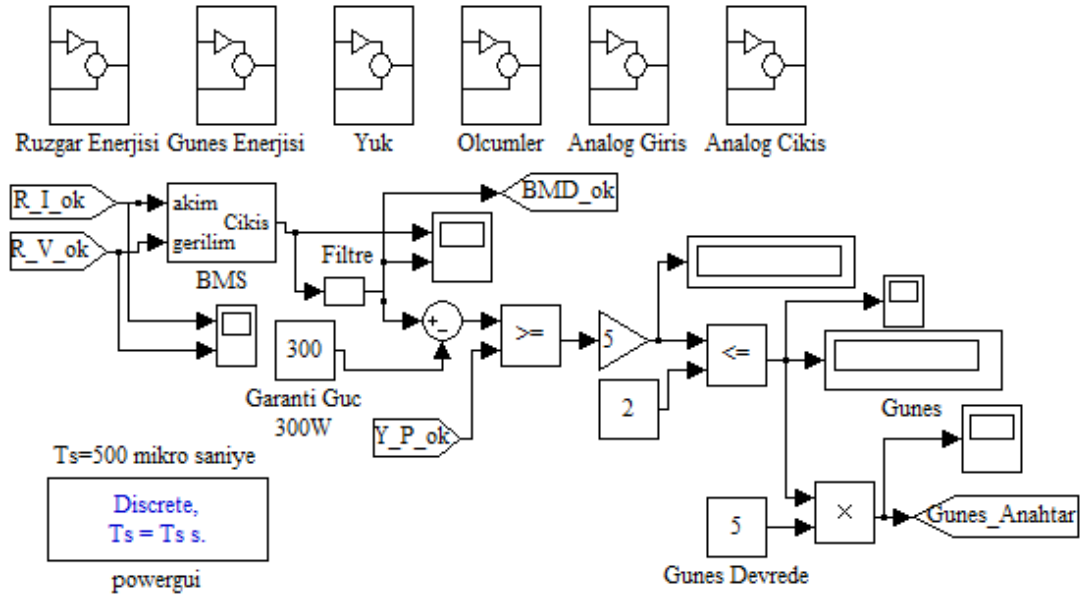 Ruzgar Enerjisi
Gunes Enerjisi
Yuk
Olcumler
Analog Giris
Analog Cikis
R_I_ok
R_V_ok
akim
gerilim
Cikis
BMS
BMD_ok
Filtre
300
Garanti Guc
300W
+
-
>=
Y_P_ok
5
2
<=
Gunes
Ts=500 mikro saniye
Discrete,
Ts = Ts s.
powergui
5
Gunes Devrede
×
Gunes_Anahtar